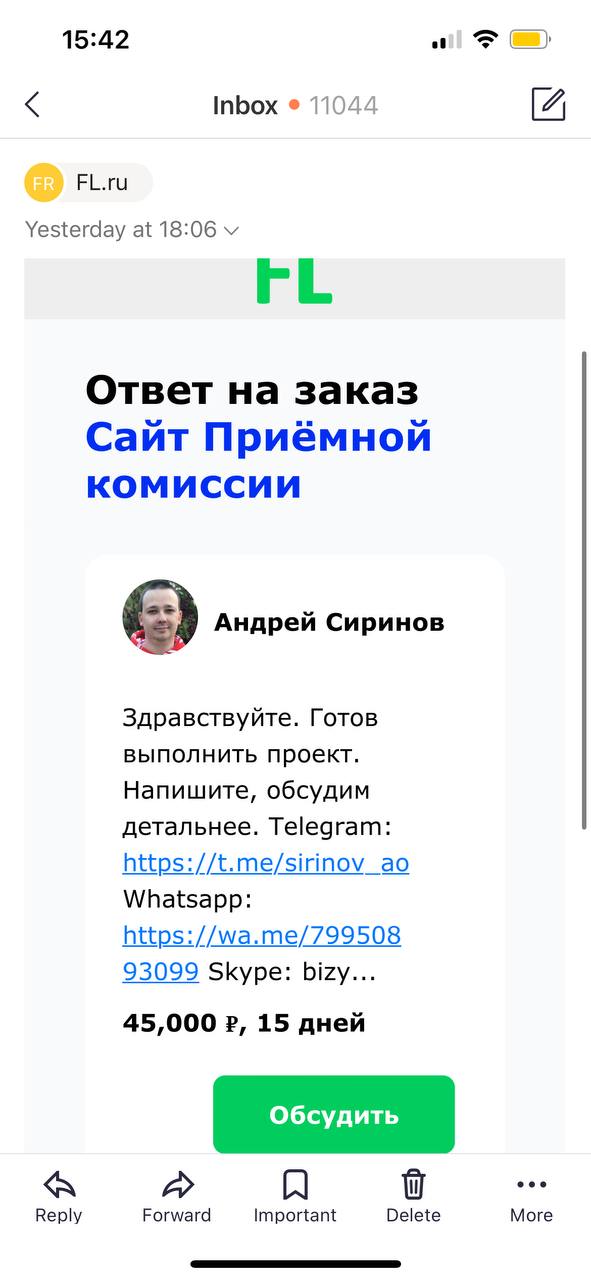 15:42
Inbox • 11044
FR FL.ru
Yesterday at 18:06
FL
Ответ на заказ
Сайт Приёмной
комиссии
Андрей Сиринов
Здравствуйте. Готов
выполнить проект.
Напишите, обсудим
детальнее. Telegram:
https://t.me/sirinov_ao
Whatsapp:
https://wa.me/799508
93099 Skype: bizy...
45,000 ₽, 15 дней
Обсудить
Reply Forward Important Delete More